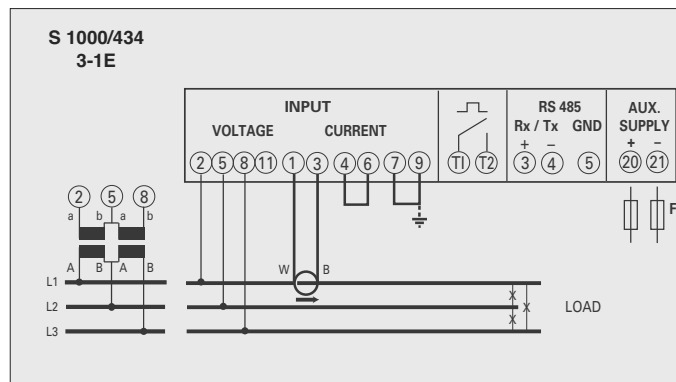 S 1000/434
3-1E
INPUT
VOLTAGE CURRENT
RS 485
Rx / Tx GND
+ −
AUX.
SUPPLY
+ −
2 5 8 11 1 3 4 6 7 9 T1 T2 3 4 5 20 21
2 5 8
a b a b
F
A B A B
W B
L1
L2
L3
X
X
X
LOAD